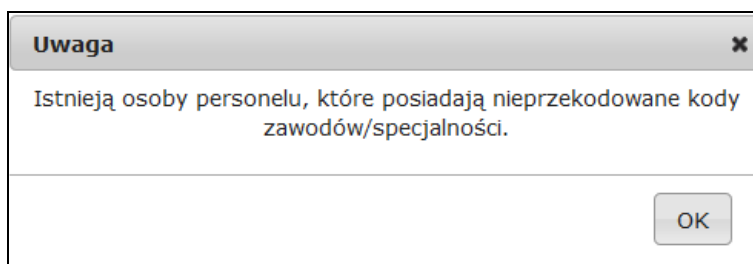 Uwaga
Istnieją osoby personelu, które posiadają nieprzekodowane kody
zawodów/specjalności.
OK